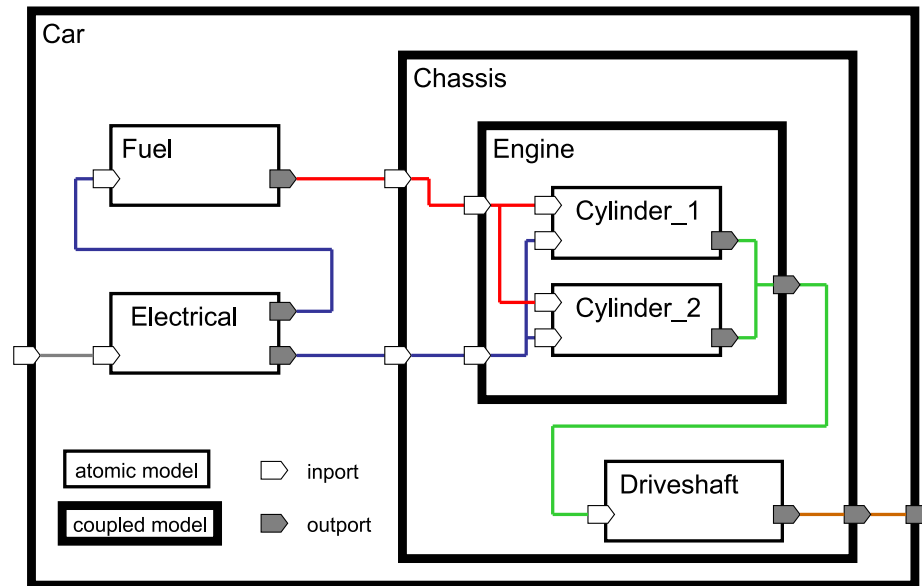 Car
Chassis
Fuel
Engine
Cylinder_1
Electrical
Cylinder_2
atomic model
inport
Driveshaft
coupled model
outport